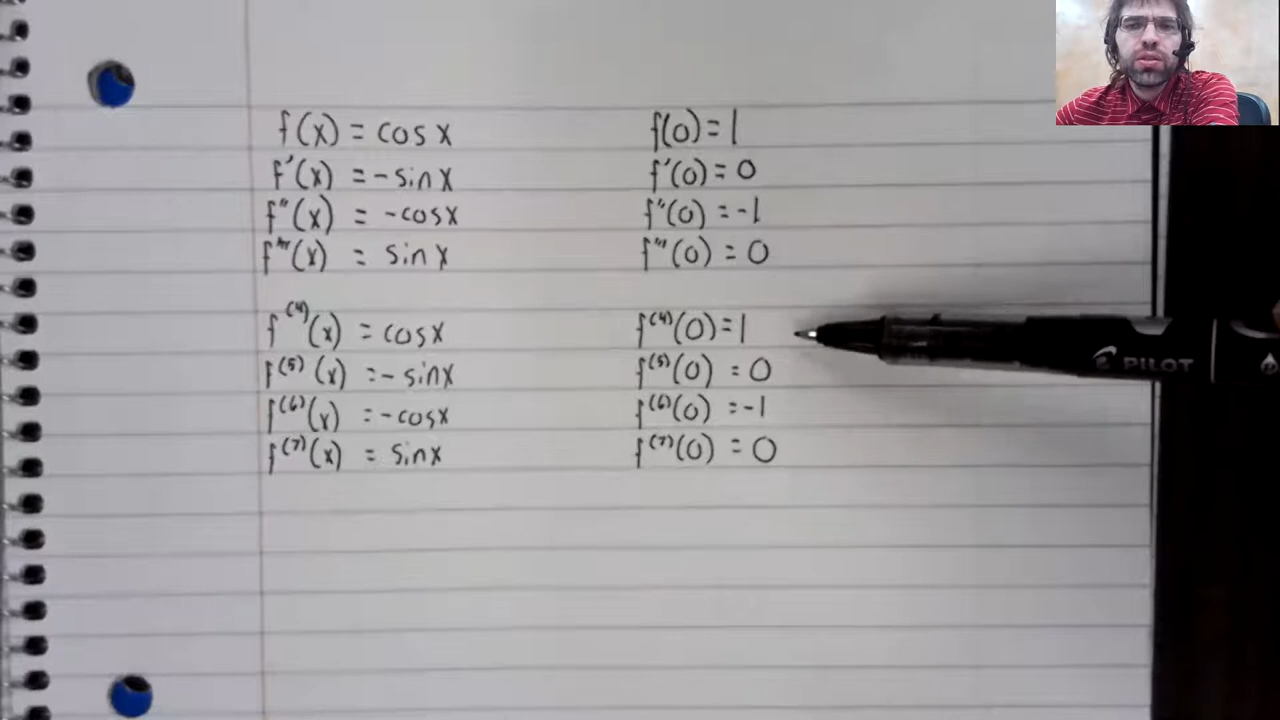 f(x) = cos x f(0) = 1
f'(x) = -sin x f'(0) = 0
f''(x) = -cos x f''(0) = -1
f'''(x) = sin x f'''(0) = 0
f^(4)(x) = cos x f^(4)(0) = 1
f^(5)(x) = -sin x f^(5)(0) = 0
f^(6)(x) = -cos x f^(6)(0) = -1
f^(7)(x) = sin x f^(7)(0) = 0
PILOT